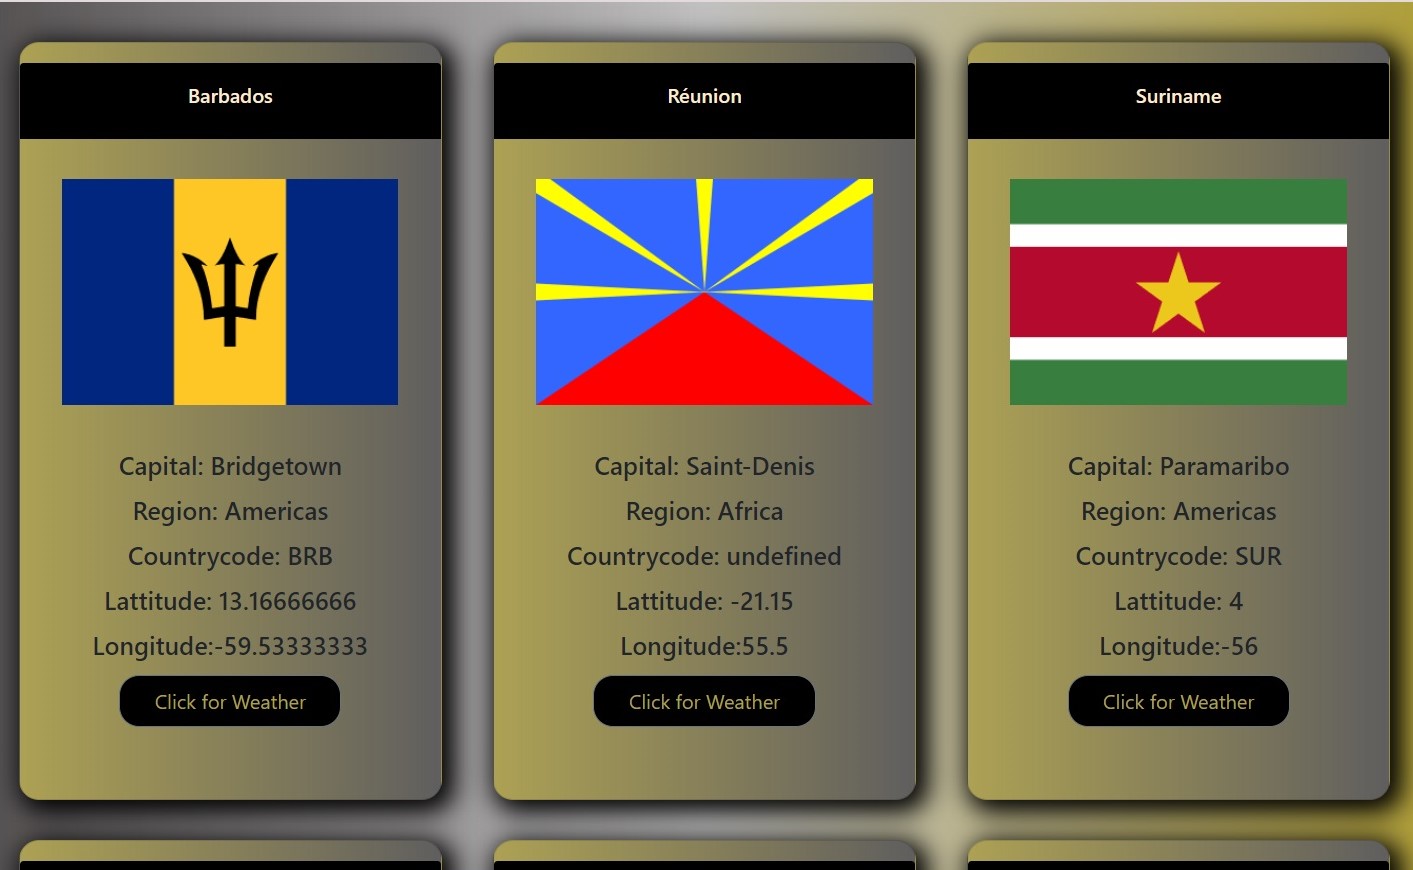 Barbados
Capital: Bridgetown
Region: Americas
Countrycode: BRB
Lattitude: 13.16666666
Longitude:-59.53333333
Click for Weather
Réunion
Capital: Saint-Denis
Region: Africa
Countrycode: undefined
Lattitude: -21.15
Longitude:55.5
Click for Weather
Suriname
Capital: Paramaribo
Region: Americas
Countrycode: SUR
Lattitude: 4
Longitude:-56
Click for Weather